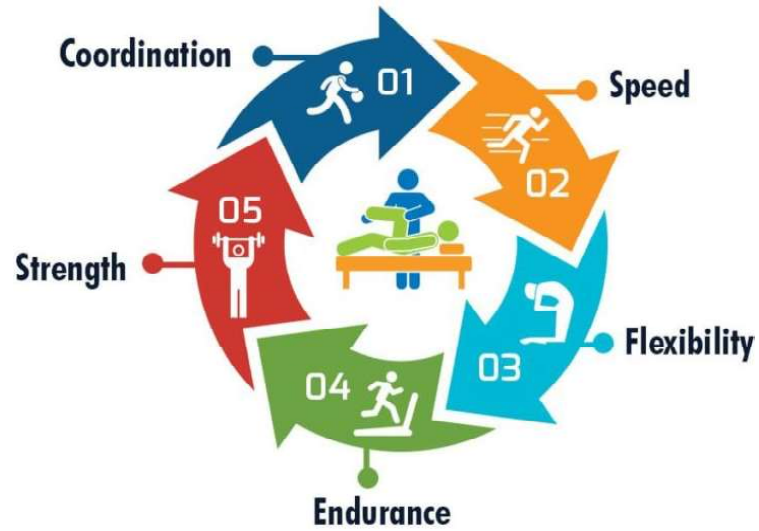 Coordination
01
Speed
02
Flexibility
03
Endurance
04
Strength
05